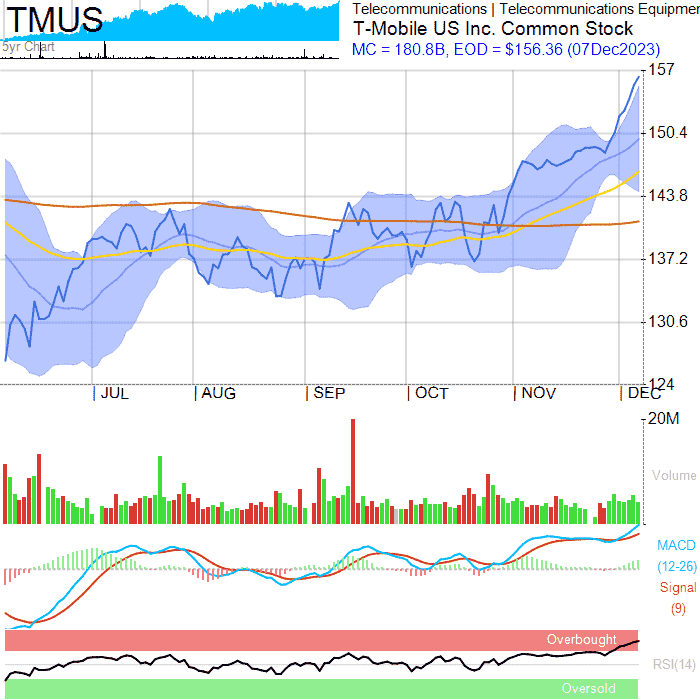 TMUS
5yr Chart
Telecommunications | Telecommunications Equipmen
T-Mobile US Inc. Common Stock
MC = 180.8B, EOD = $156.36 (07Dec2023)
157
150.4
143.8
137.2
130.6
124
| JUL | AUG | SEP | OCT | NOV | DEC
20M
Volume
MACD
(12-26)
Signal
(9)
Overbought
RSI(14)
Oversold